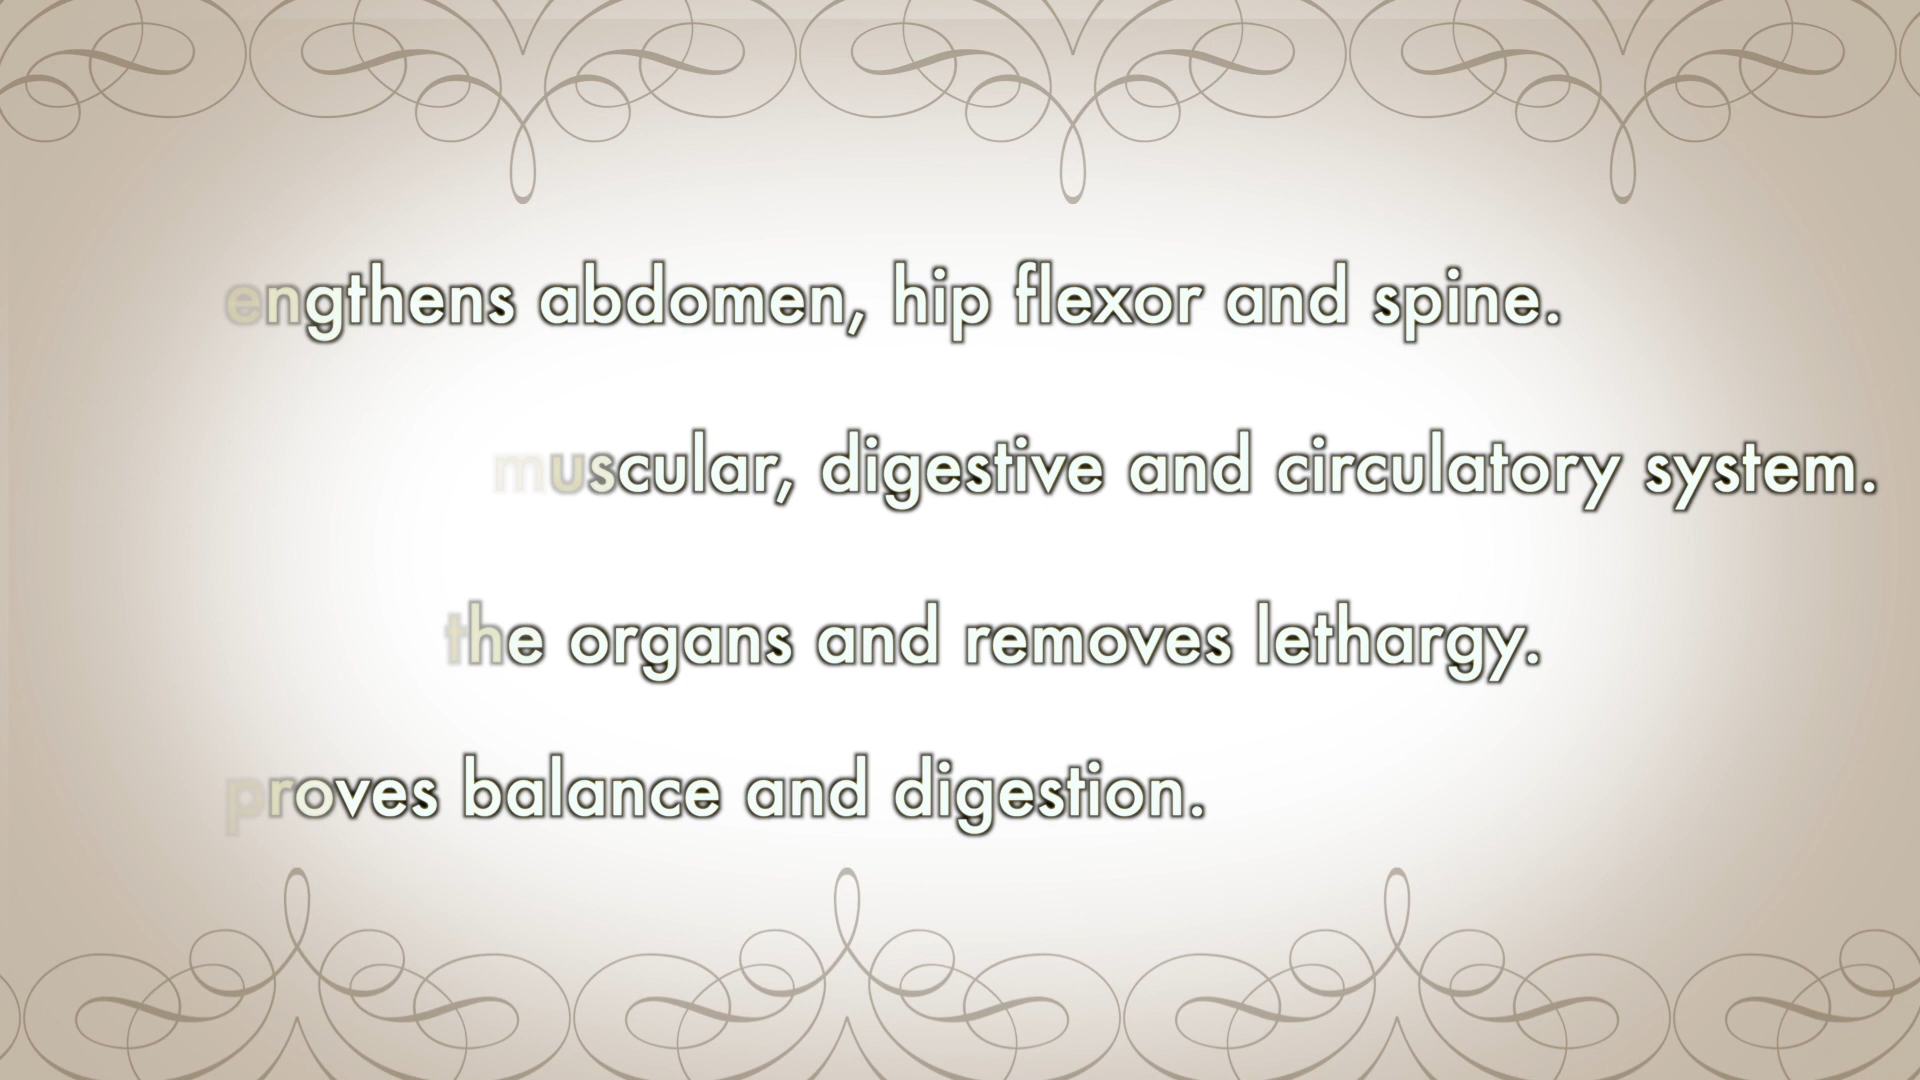 engthens abdomen, hip flexor and spine.
muscular, digestive and circulatory system.
the organs and removes lethargy.
proves balance and digestion.